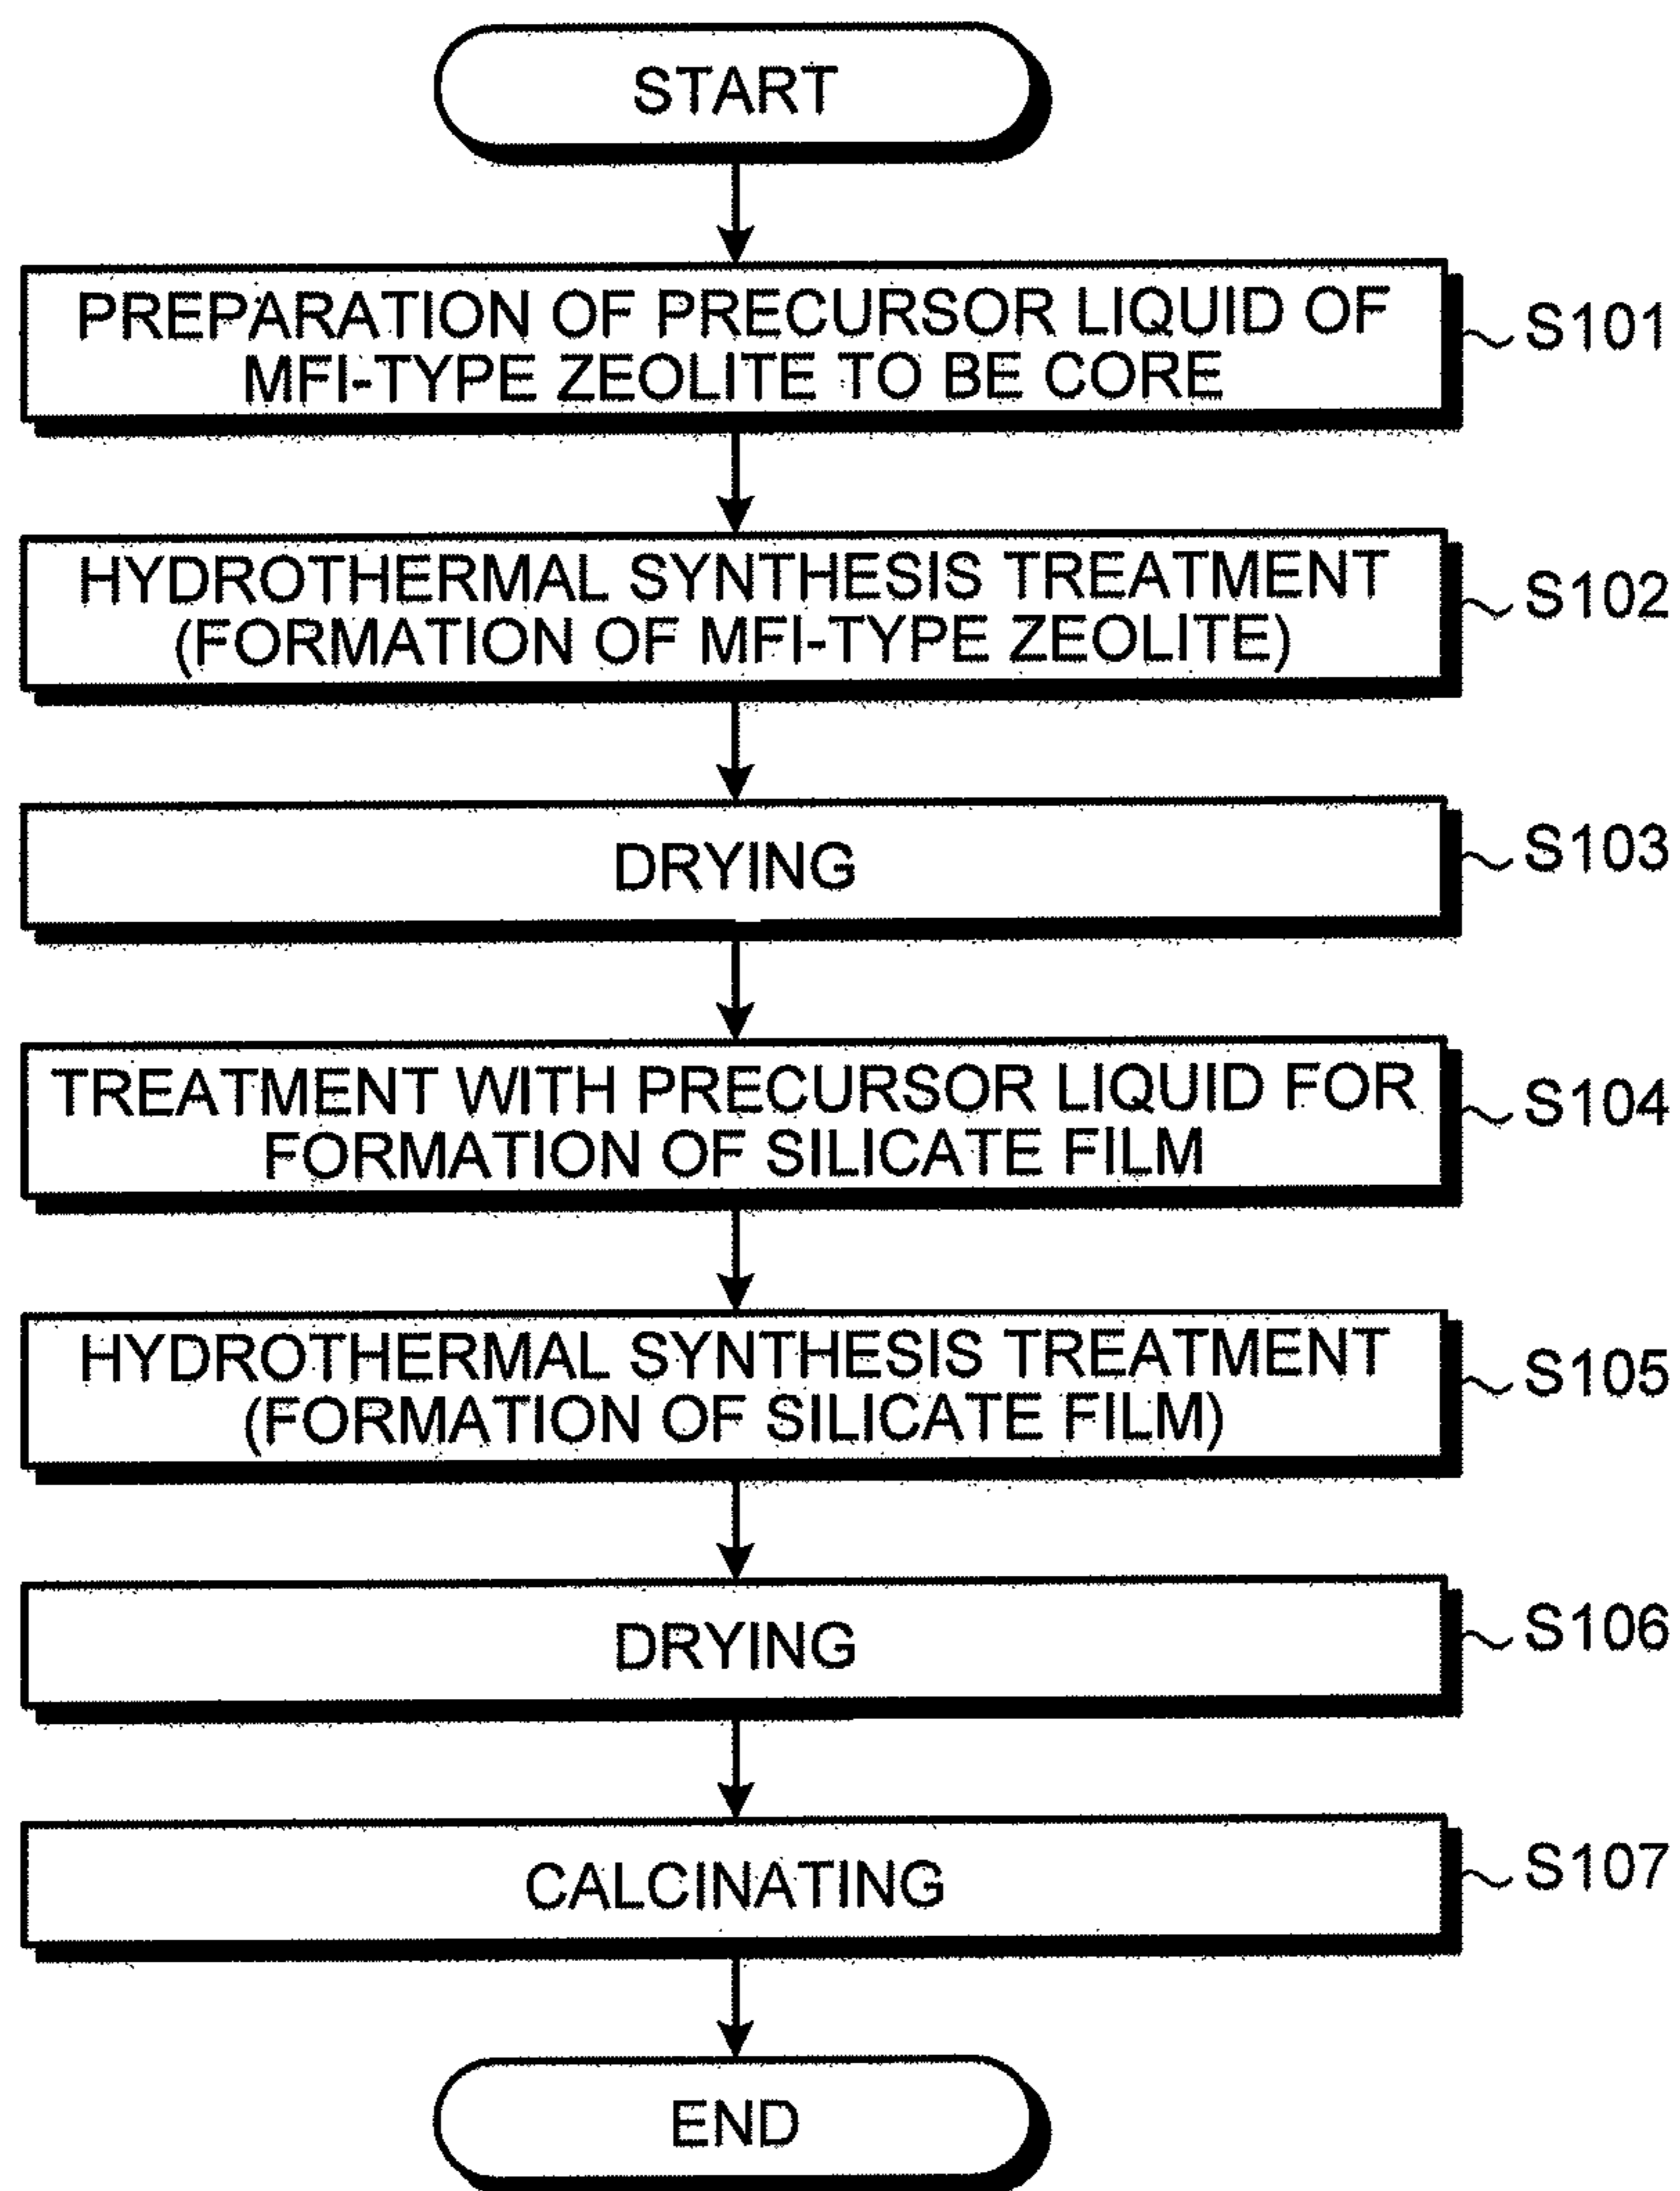 START
PREPARATION OF PRECURSOR LIQUID OF
MFI-TYPE ZEOLITE TO BE CORE
S101
HYDROTHERMAL SYNTHESIS TREATMENT
(FORMATION OF MFI-TYPE ZEOLITE)
S102
DRYING
S103
TREATMENT WITH PRECURSOR LIQUID FOR
FORMATION OF SILICATE FILM
S104
HYDROTHERMAL SYNTHESIS TREATMENT
(FORMATION OF SILICATE FILM)
S105
DRYING
S106
CALCINATING
S107
END